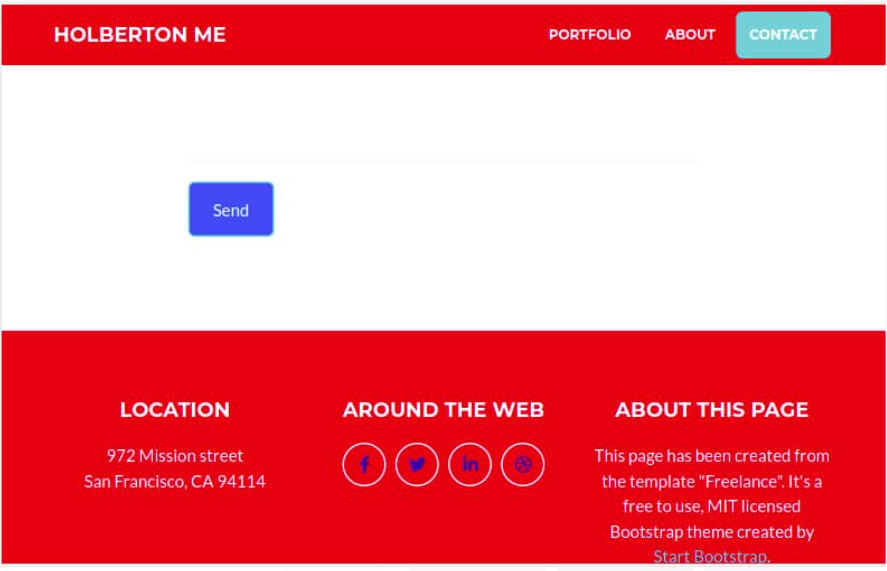 HOLBERTON ME
PORTFOLIO
ABOUT
CONTACT
Send
LOCATION
972 Mission street
San Francisco, CA 94114
AROUND THE WEB
ABOUT THIS PAGE
This page has been created from
the template "Freelance". It's a
free to use, MIT licensed
Bootstrap theme created by
Start Bootstrap.